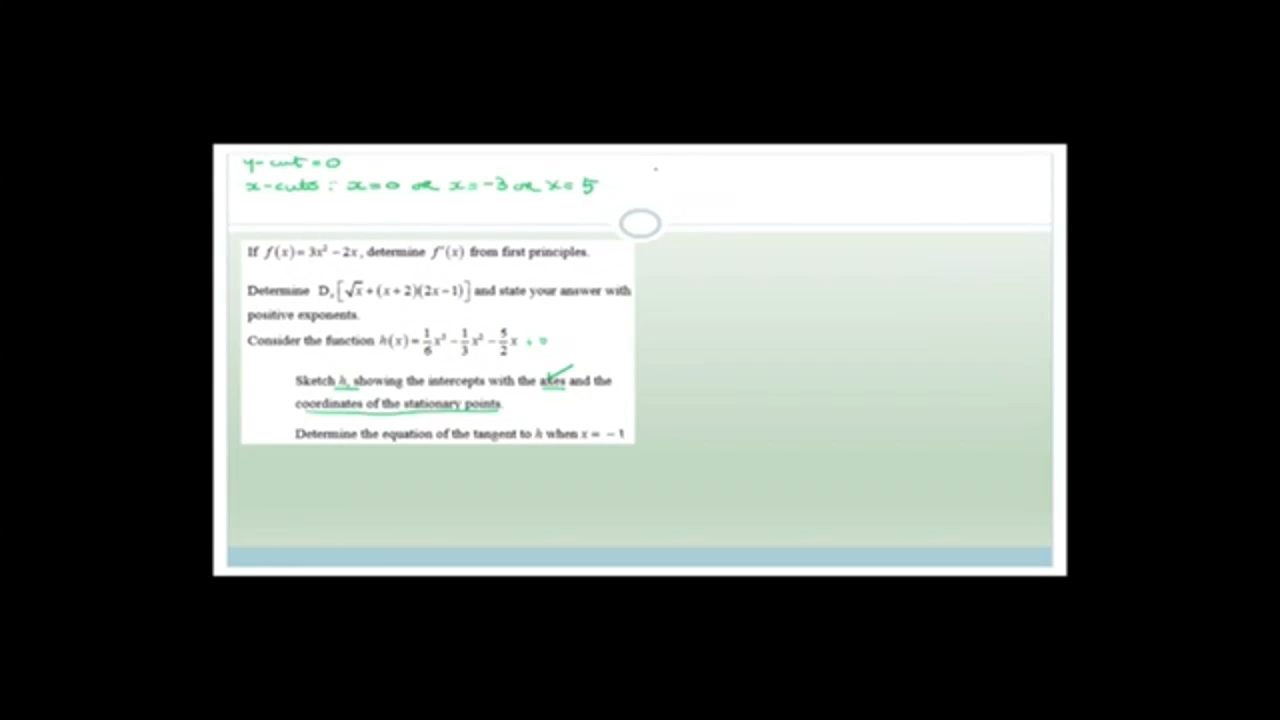 y-cut = 0
x-cuts : x=0 or x=-3 or x=5
If f(x)= 3x² − 2x, determine f'(x) from first principles.
Determine Dₓ[√x + (x+2)(2x−1)] and state your answer with
positive exponents.
Consider the function h(x) = 1/6 x³ − 1/3 x² − 5/2 x + 0
Sketch h, showing the intercepts with the axes and the
coordinates of the stationary points.
Determine the equation of the tangent to h when x = −1